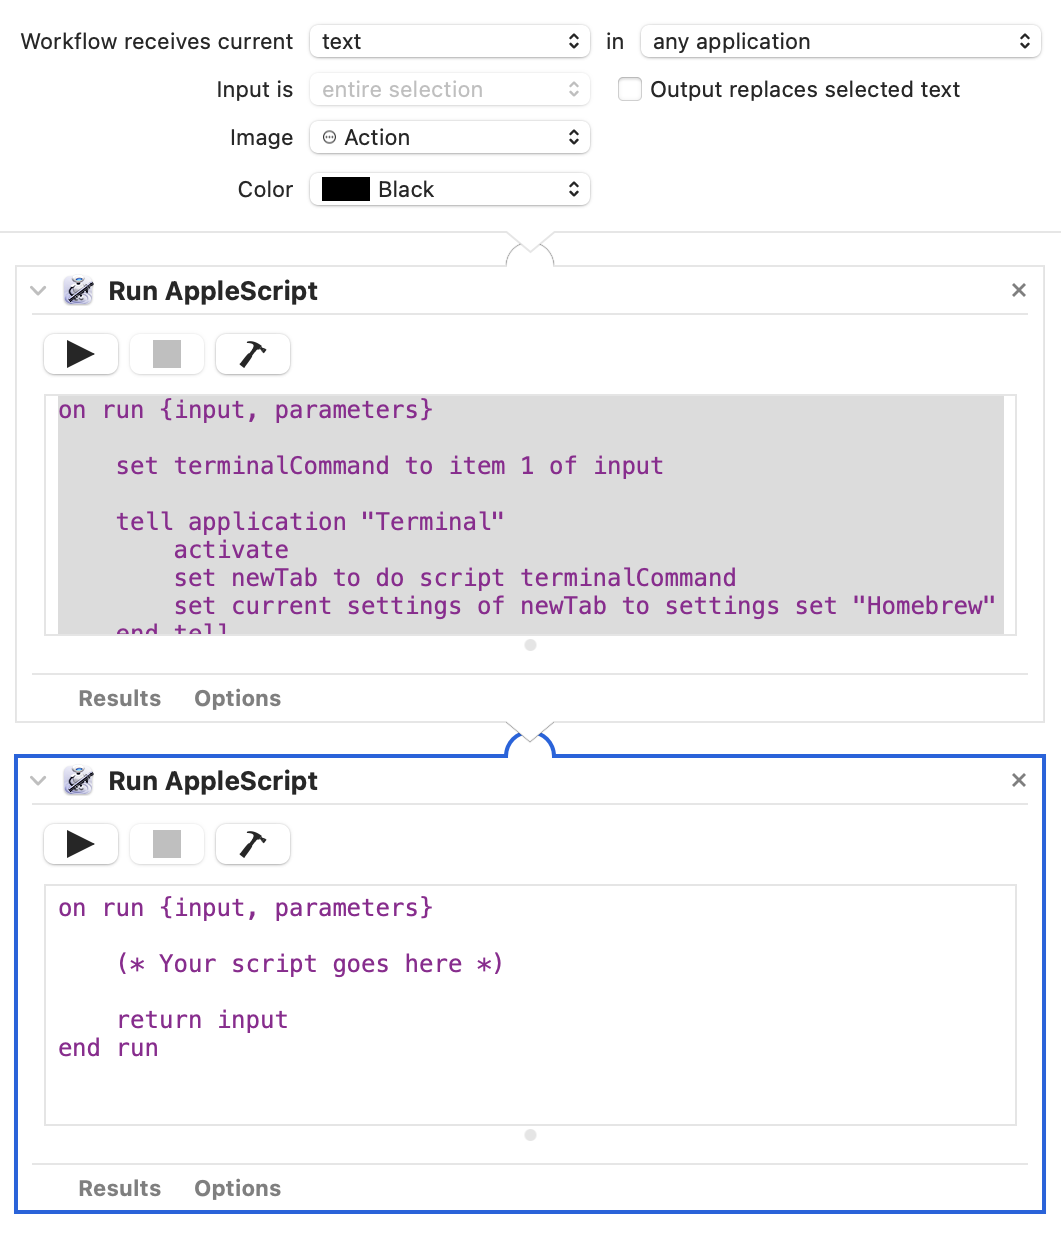 Workflow receives current text in any application
Input is entire selection Output replaces selected text
Image Action
Color Black
Run AppleScript
on run {input, parameters}
set terminalCommand to item 1 of input
tell application "Terminal"
activate
set newTab to do script terminalCommand
set current settings of newTab to settings set "Homebrew"
end tell
Results Options
Run AppleScript
on run {input, parameters}
(* Your script goes here *)
return input
end run
Results Options